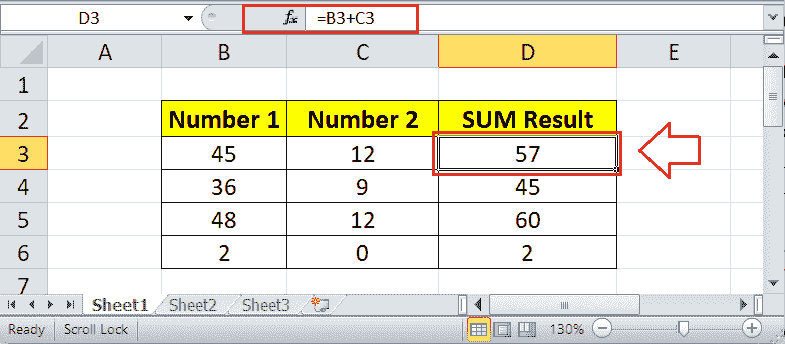 D3 fx =B3+C3
A B C D E
1
2 Number 1 Number 2 SUM Result
3 45 12 57
4 36 9 45
5 48 12 60
6 2 0 2
7
Sheet1 Sheet2 Sheet3
Ready Scroll Lock 130%